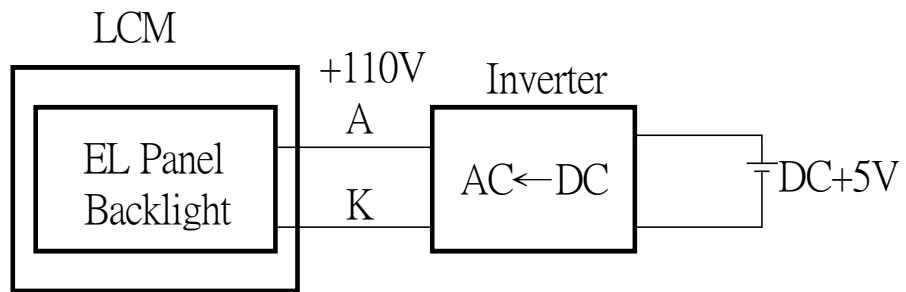 LCM
+110V
Inverter
A
EL Panel
Backlight
AC←DC
DC+5V
K